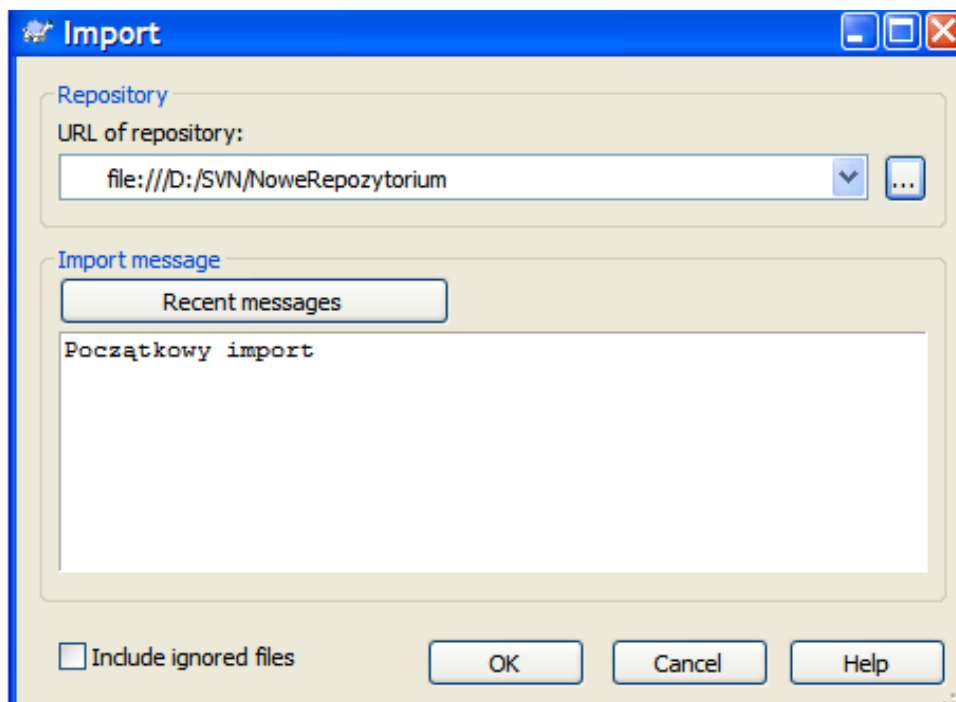 Import
Repository
URL of repository:
file:///D:/SVN/NoweRepozytorium
...
Import message
Recent messages
Początkowy import
Include ignored files
OK
Cancel
Help